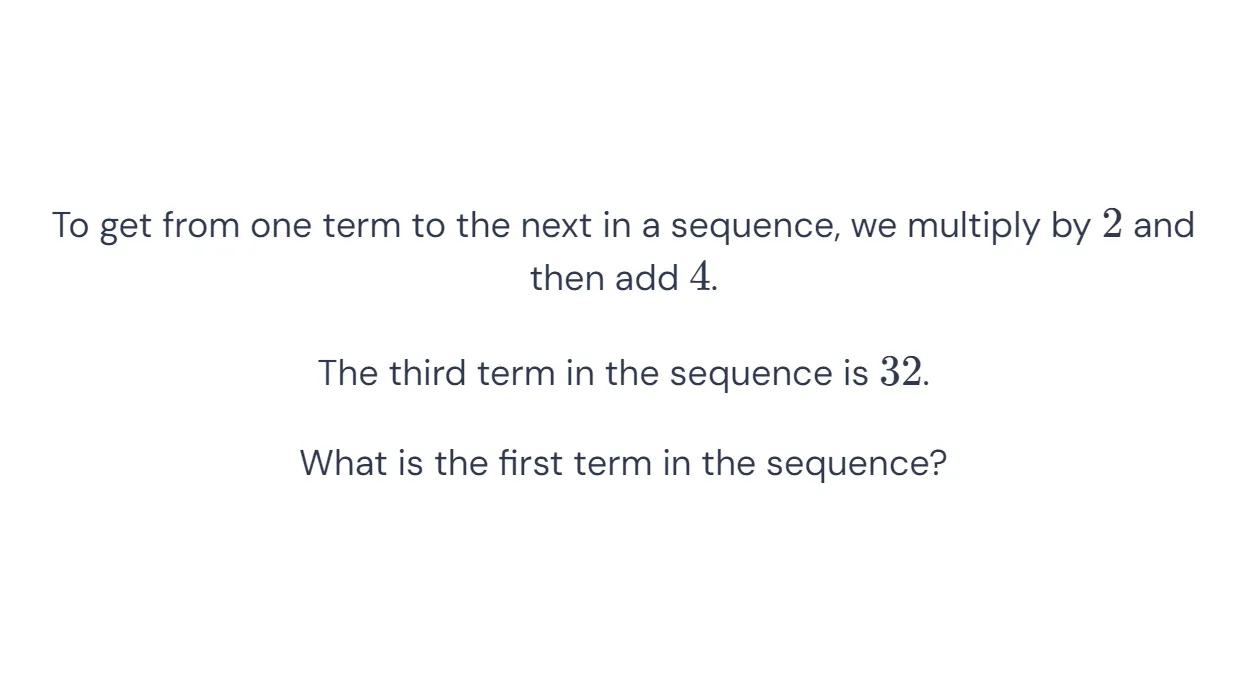 To get from one term to the next in a sequence, we multiply by 2 and
then add 4.
The third term in the sequence is 32.
What is the first term in the sequence?